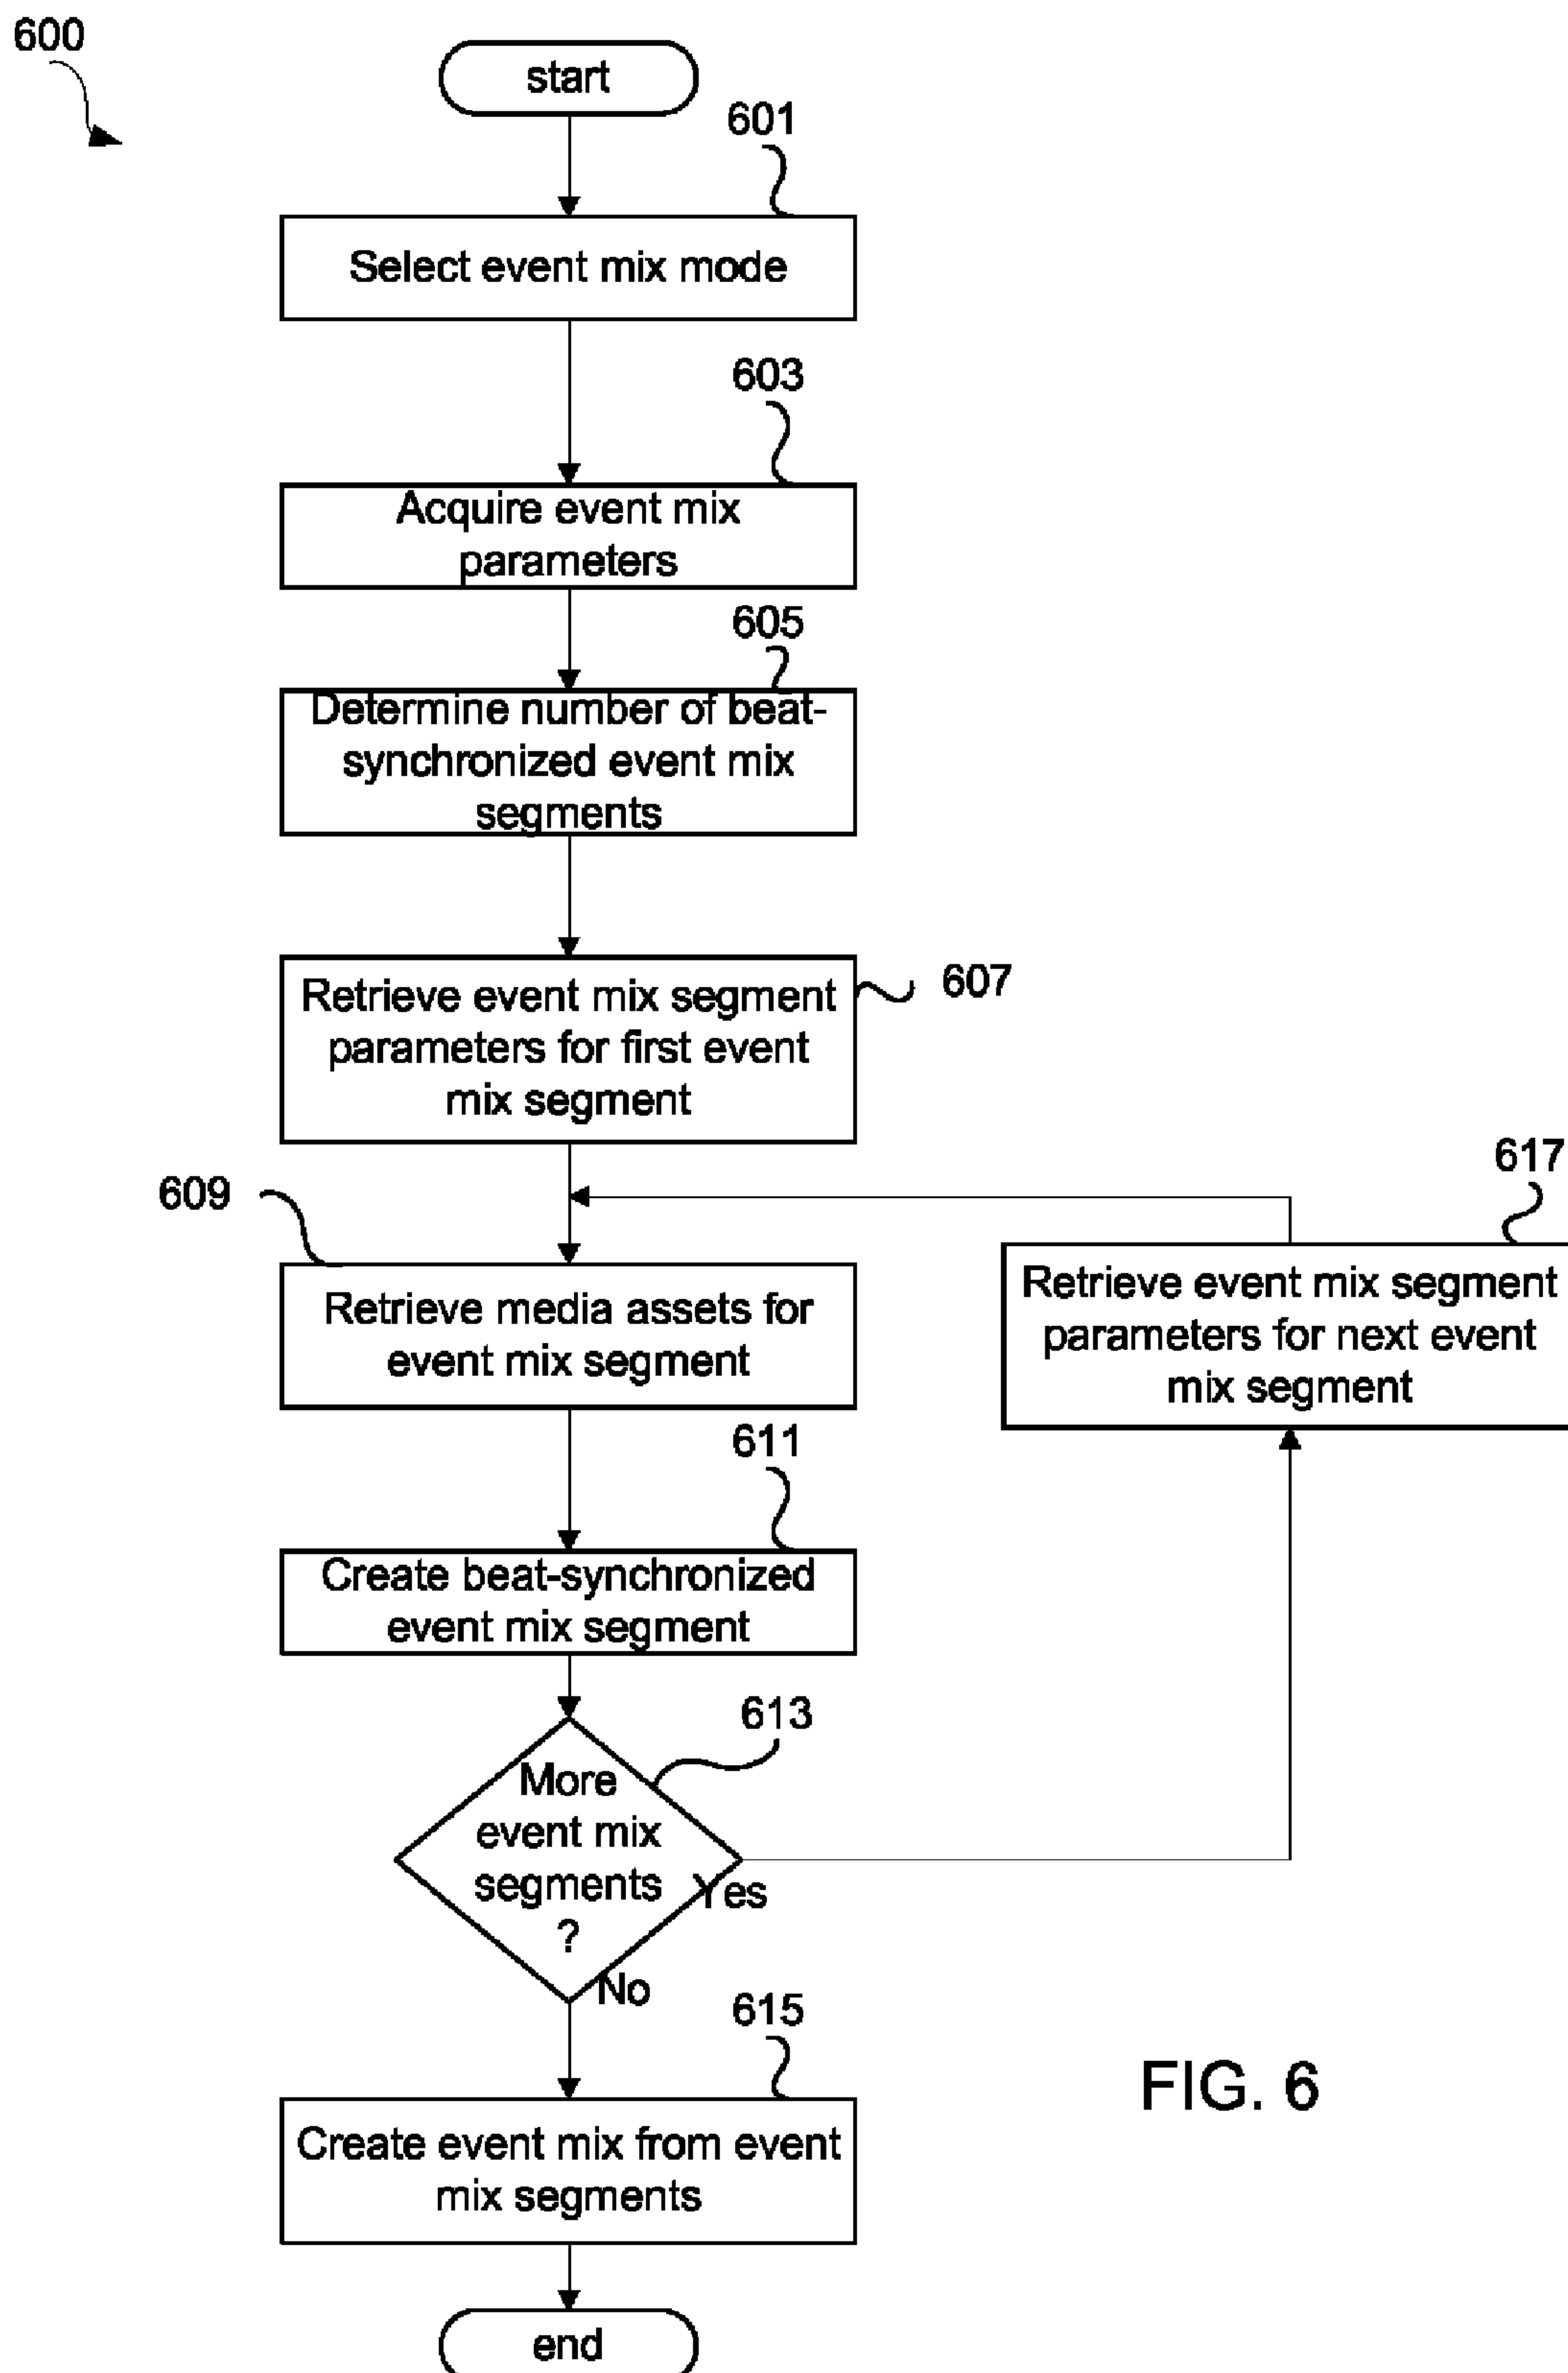 600
start
601
Select event mix mode
603
Acquire event mix
parameters
605
Determine number of beat-
synchronized event mix
segments
Retrieve event mix segment
parameters for first event
mix segment
607
609
Retrieve media assets for
event mix segment
617
Retrieve event mix segment
parameters for next event
mix segment
611
Create beat-synchronized
event mix segment
613
More
event mix
segments
?
Yes
No
615
Create event mix from event
mix segments
end
FIG. 6